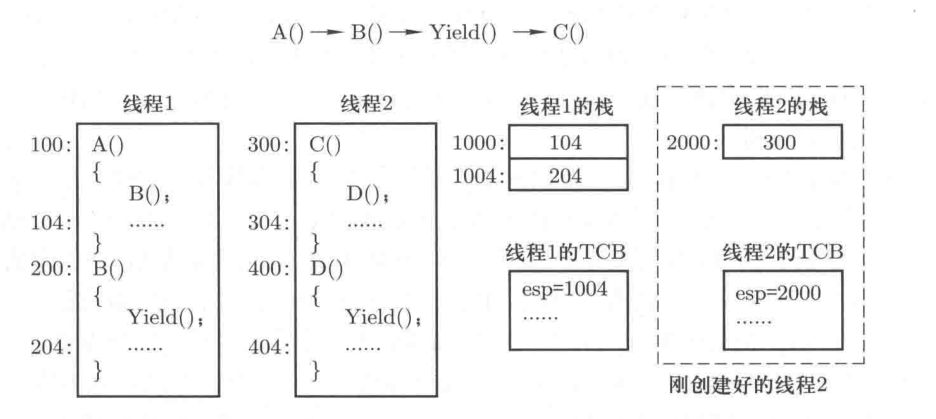 A() → B() → Yield() → C()
线程1
100: A()
{
B();
104: ......
}
200: B()
{
Yield();
204: ......
}
线程2
300: C()
{
D();
304: ......
}
400: D()
{
Yield();
404: ......
}
线程1的栈
1000: 104
1004: 204
线程1的TCB
esp=1004
......
线程2的栈
2000: 300
线程2的TCB
esp=2000
......
刚创建好的线程2